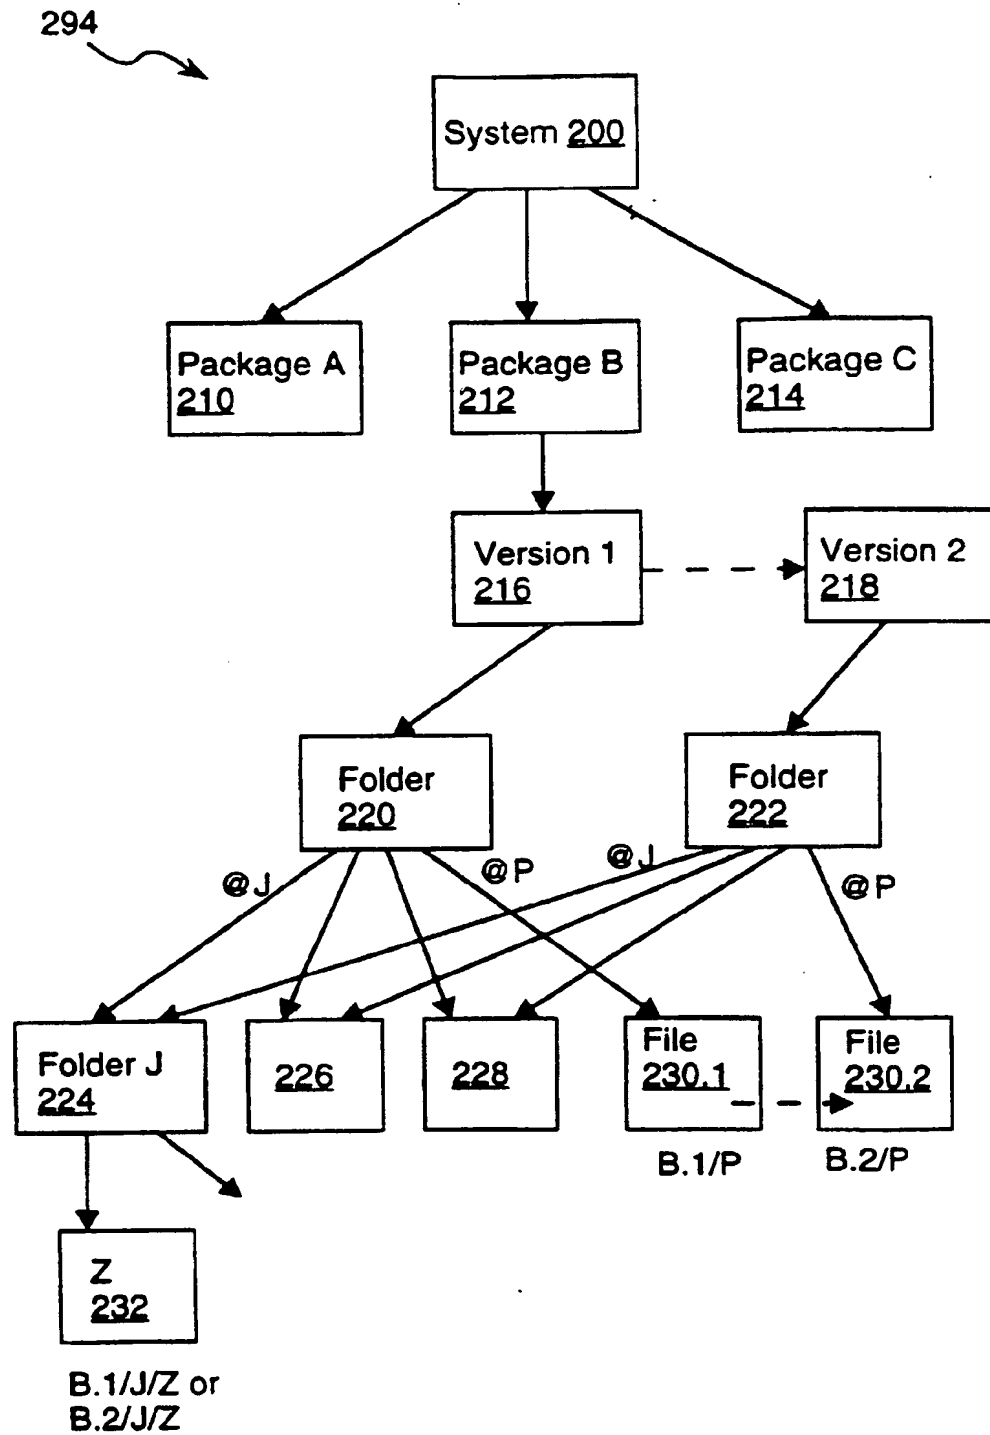 294
System 200
Package A
210
Package B
212
Package C
214
Version 1
216
Version 2
218
Folder
220
Folder
222
@J
@P
@J
@P
Folder J
224
226
228
File
230.1
File
230.2
B.1/P
B.2/P
Z
232
B.1/J/Z or
B.2/J/Z